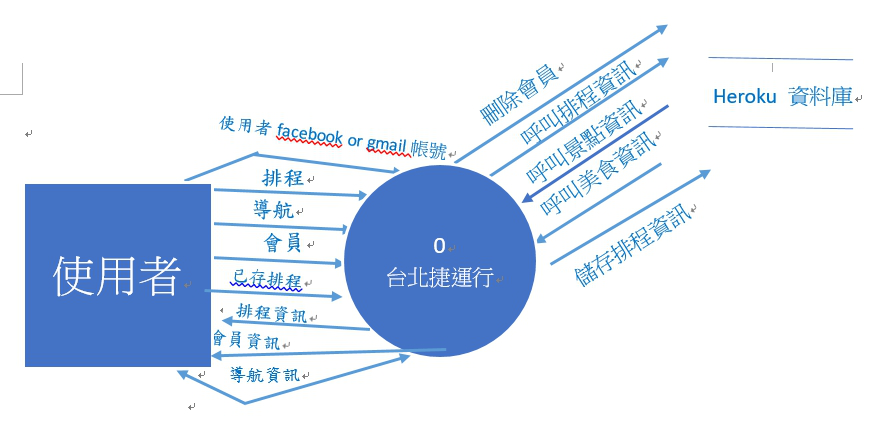 刪除會員
呼叫排程資訊
Heroku 資料庫
呼叫景點資訊
使用者 facebook or gmail 帳號
呼叫美食資訊
排程
導航
會員
0
台北捷運行
使用者
儲存排程資訊
已存排程
排程資訊
會員資訊
導航資訊